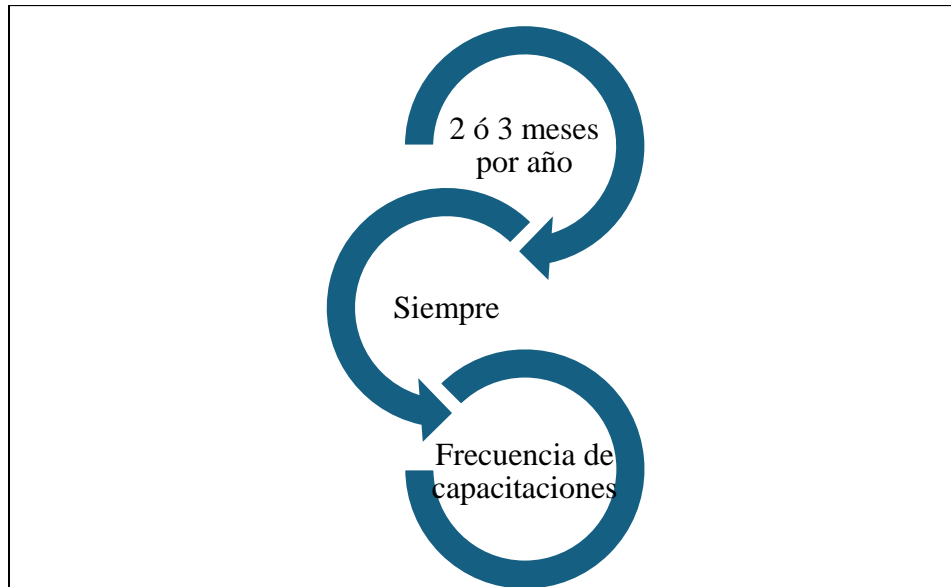 2 ó 3 meses
por año
Siempre
Frecuencia de
capacitaciones